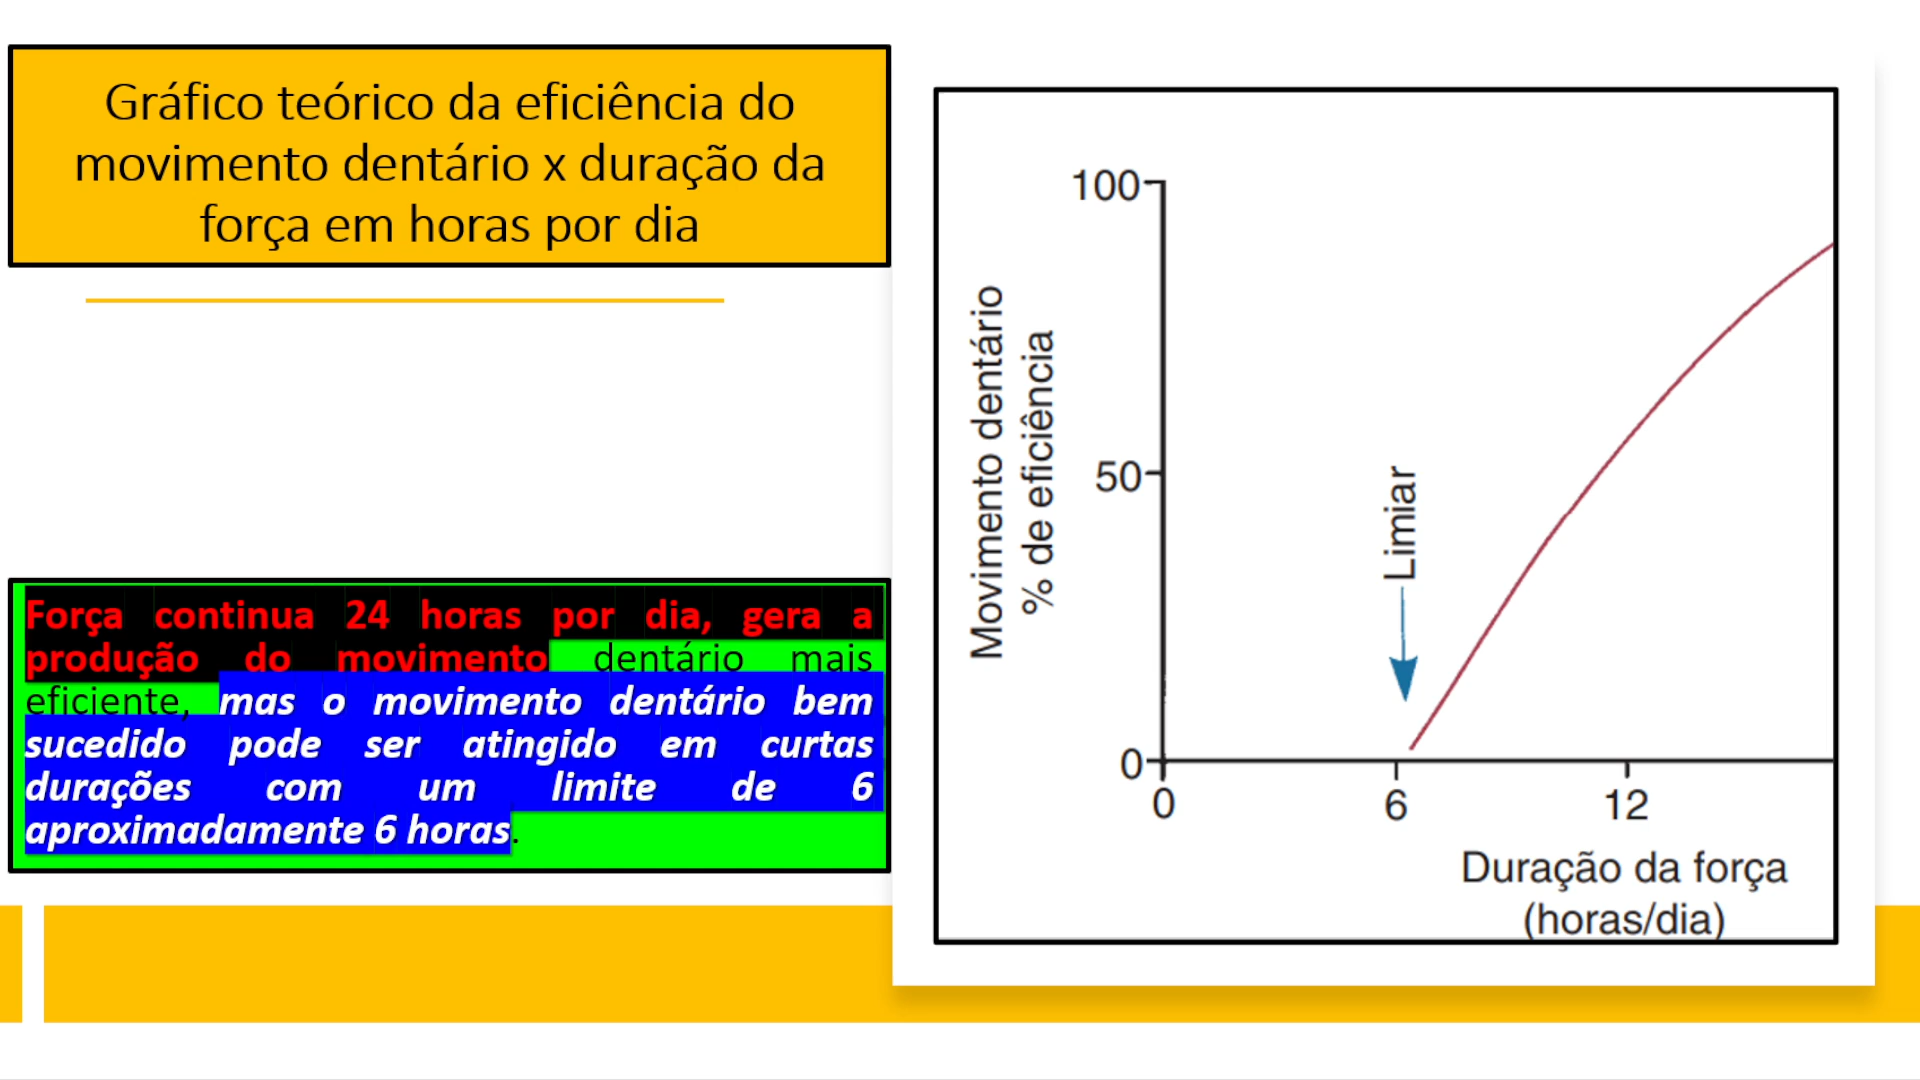 Gráfico teórico da eficiência do
movimento dentário x duração da
força em horas por dia
Força continua 24 horas por dia, gera a
produção do movimento dentário mais
eficiente, mas o movimento dentário bem
sucedido pode ser atingido em curtas
durações com um limite de 6
aproximadamente 6 horas.
Movimento dentário
% de eficiência
100
50
0
Limiar
0 6 12
Duração da força
(horas/dia)